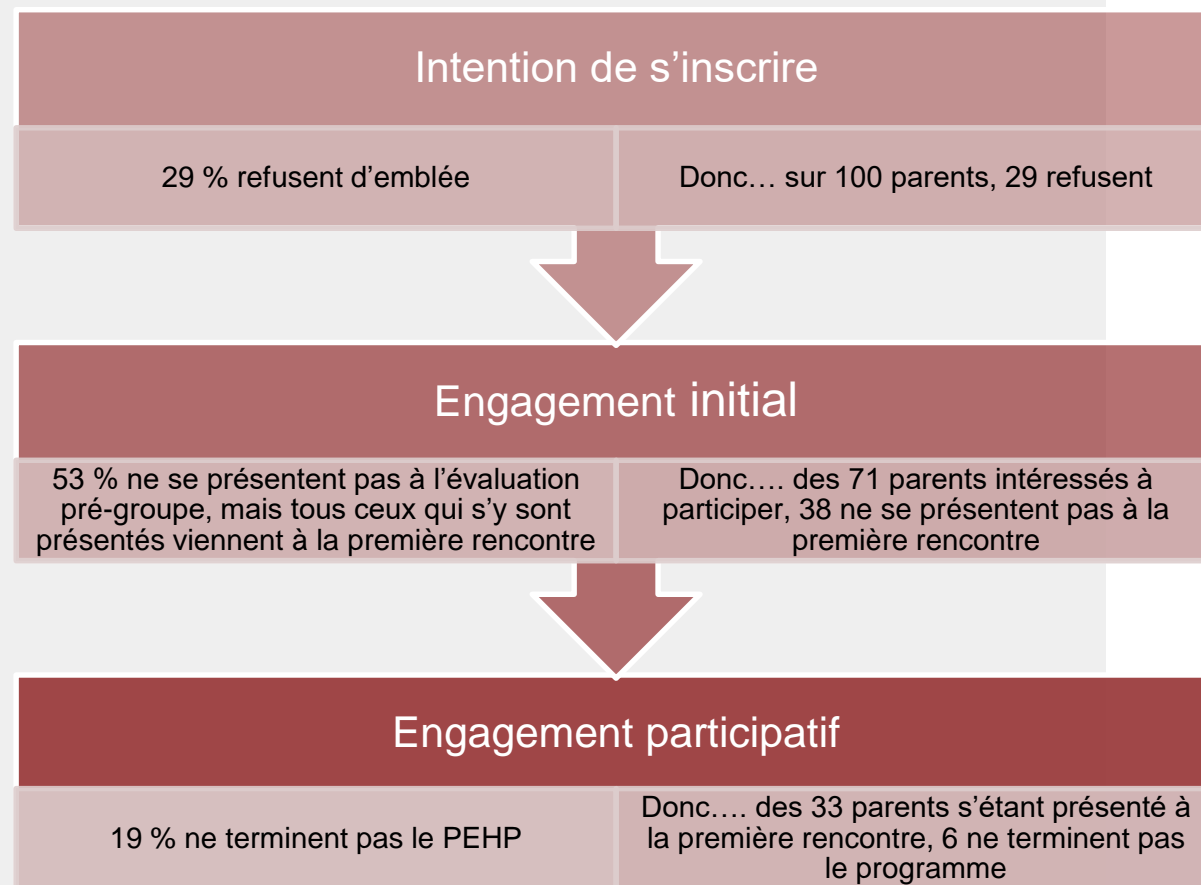 Intention de s’inscrire
29 % refusent d’emblée
Donc… sur 100 parents, 29 refusent
Engagement initial
53 % ne se présentent pas à l’évaluation
pré-groupe, mais tous ceux qui s’y sont
présentés viennent à la première rencontre
Donc…. des 71 parents intéressés à
participer, 38 ne se présentent pas à la
première rencontre
Engagement participatif
19 % ne terminent pas le PEHP
Donc…. des 33 parents s’étant présenté à
la première rencontre, 6 ne terminent pas
le programme